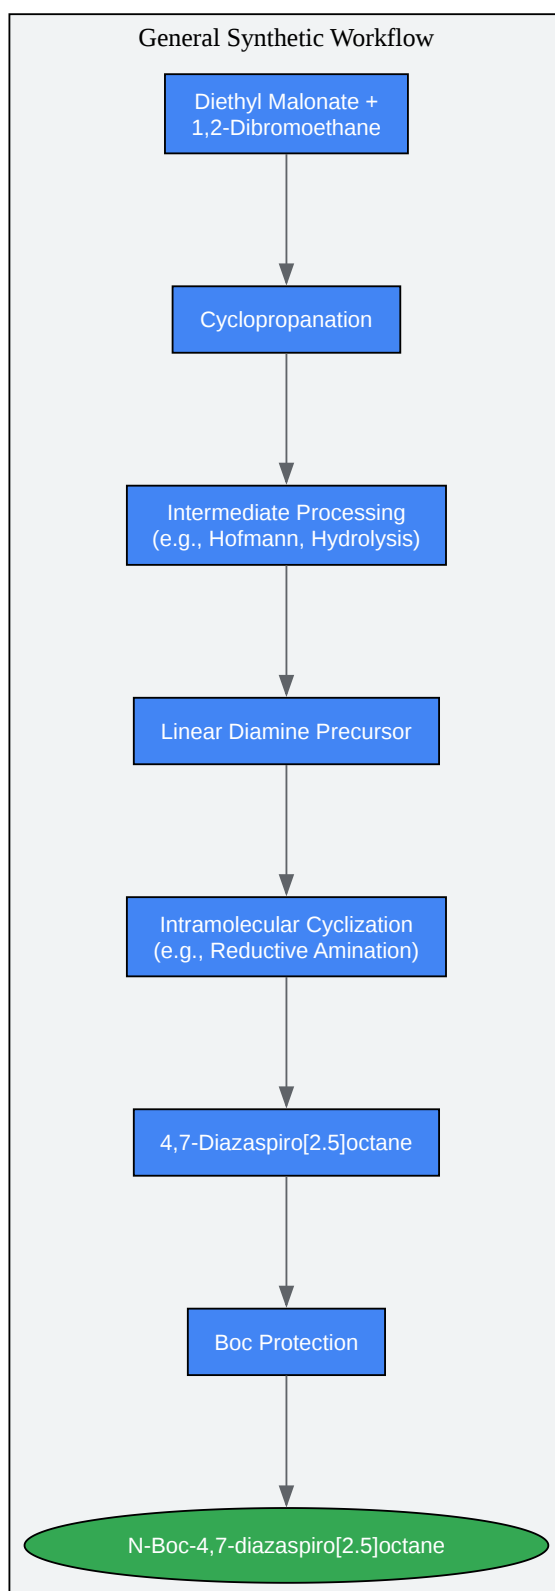 General Synthetic Workflow
Diethyl Malonate +
1,2-Dibromoethane
Cyclopropanation
Intermediate Processing
(e.g., Hofmann, Hydrolysis)
Linear Diamine Precursor
Intramolecular Cyclization
(e.g., Reductive Amination)
4,7-Diazaspiro[2.5]octane
Boc Protection
N-Boc-4,7-diazaspiro[2.5]octane